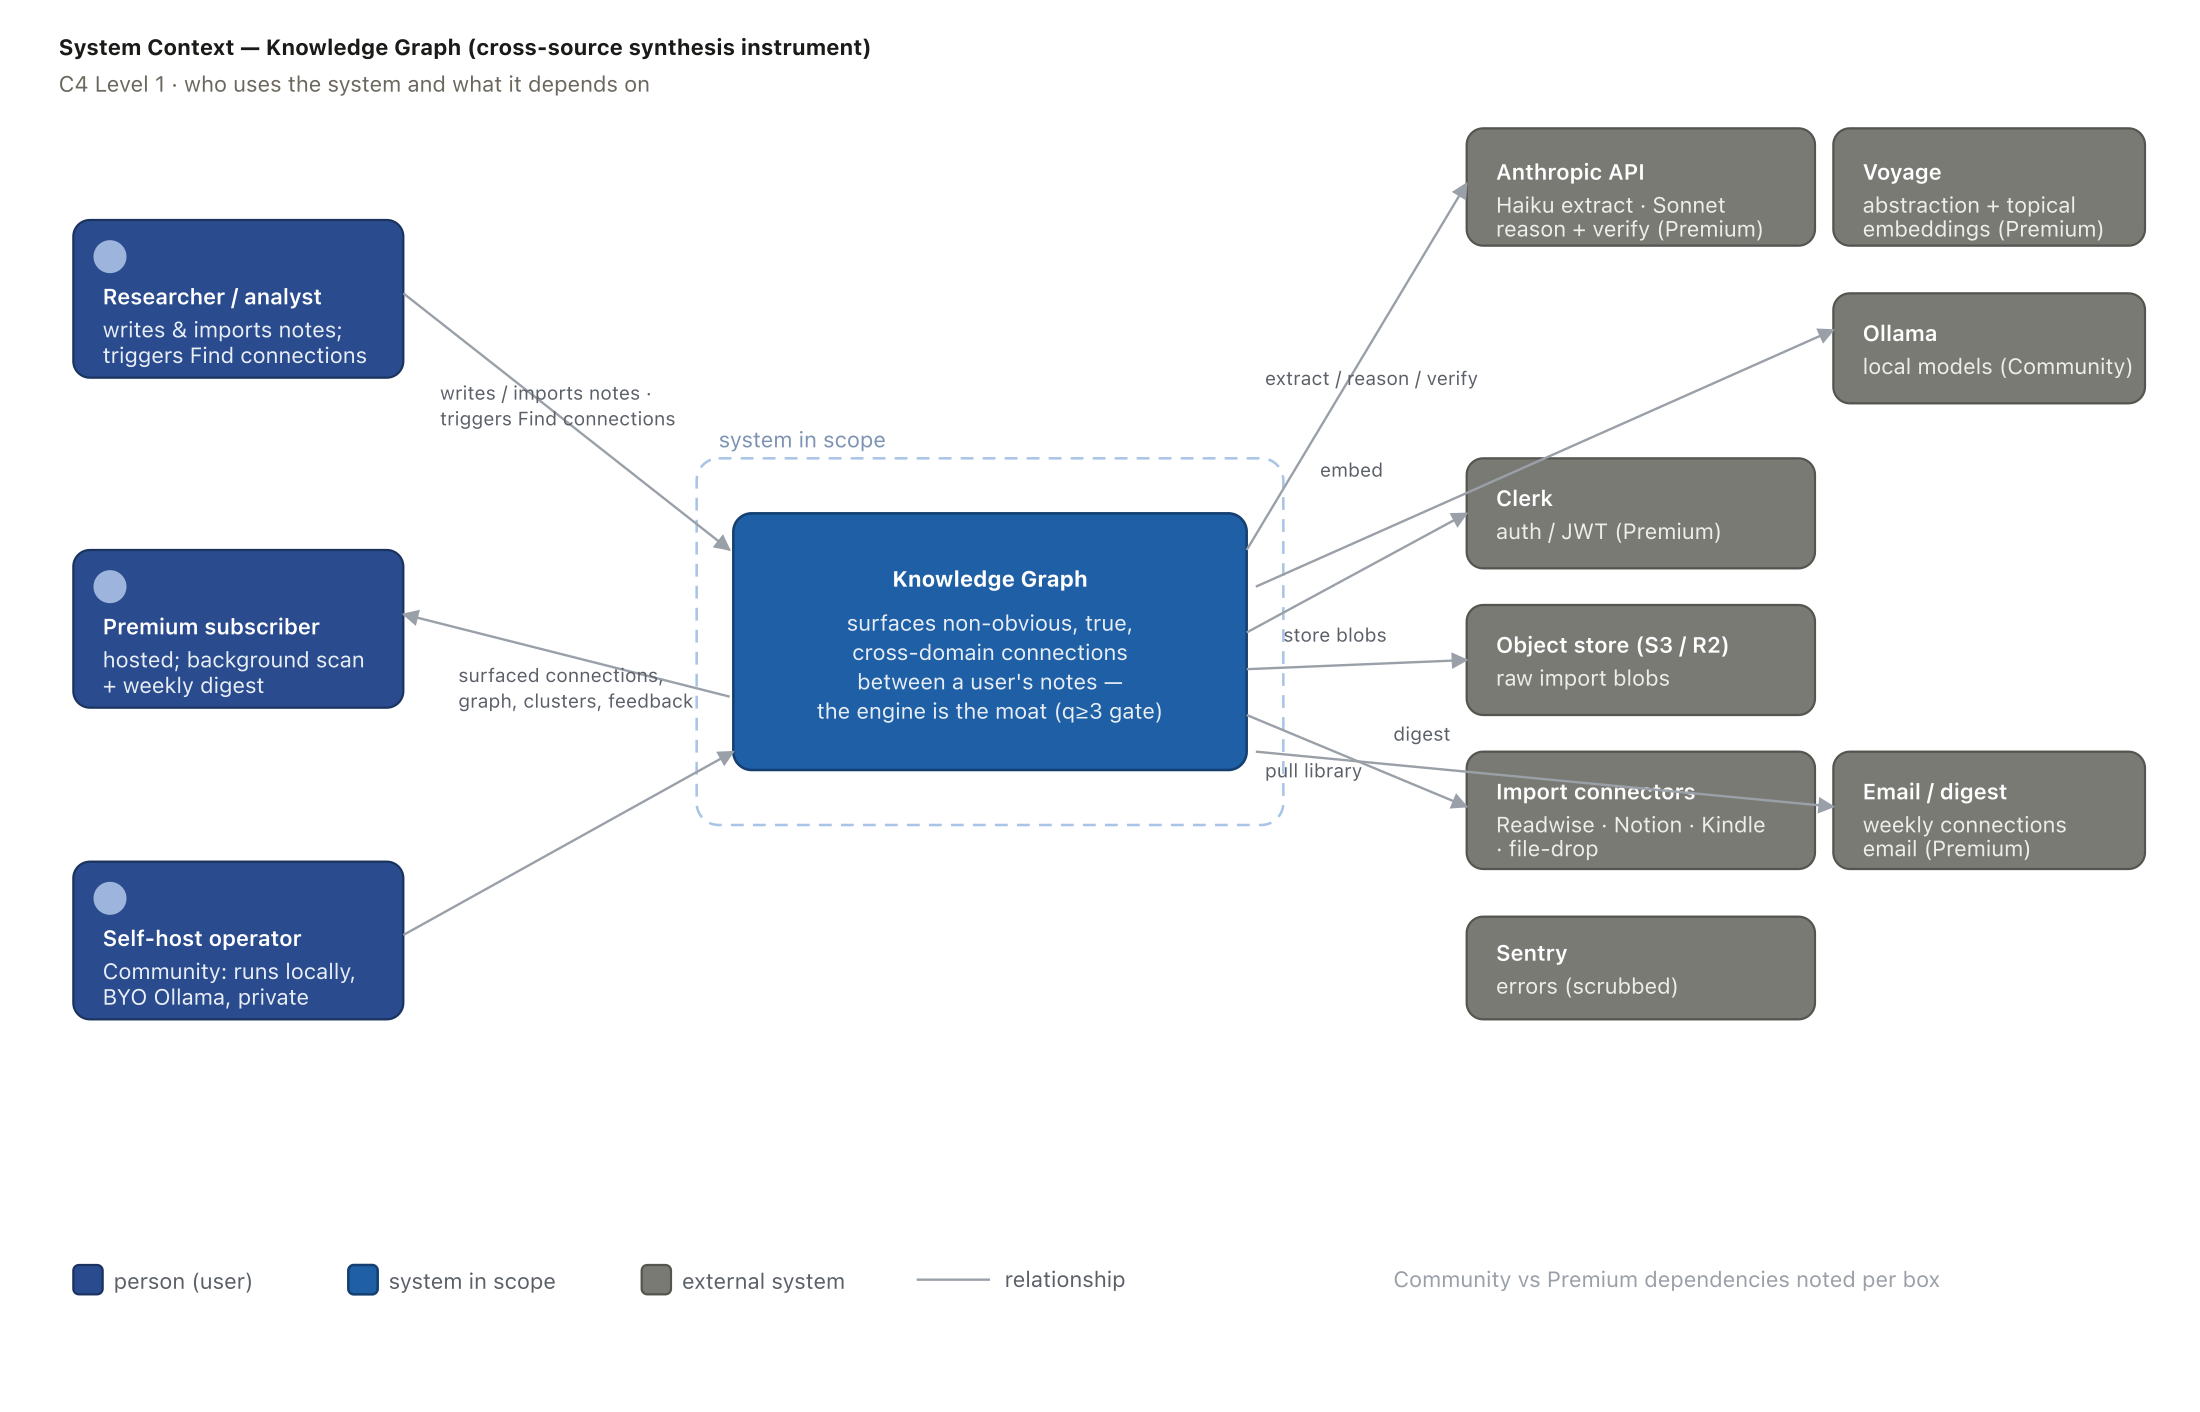 System Context — Knowledge Graph (cross-source synthesis instrument)
C4 Level 1 · who uses the system and what it depends on
Researcher / analyst
writes & imports notes;
triggers Find connections
Premium subscriber
hosted; background scan
+ weekly digest
Self-host operator
Community: runs locally,
BYO Ollama, private
writes / imports notes ·
triggers Find connections
surfaced connections,
graph, clusters, feedback
system in scope
Knowledge Graph
surfaces non-obvious, true,
cross-domain connections
between a user's notes —
the engine is the moat (q≥3 gate)
extract / reason / verify
embed
store blobs
digest
pull library
Anthropic API
Haiku extract · Sonnet
reason + verify (Premium)
Voyage
abstraction + topical
embeddings (Premium)
Ollama
local models (Community)
Clerk
auth / JWT (Premium)
Object store (S3 / R2)
raw import blobs
Import connectors
Readwise · Notion · Kindle
· file-drop
Email / digest
weekly connections
email (Premium)
Sentry
errors (scrubbed)
person (user)
system in scope
external system
relationship
Community vs Premium dependencies noted per box